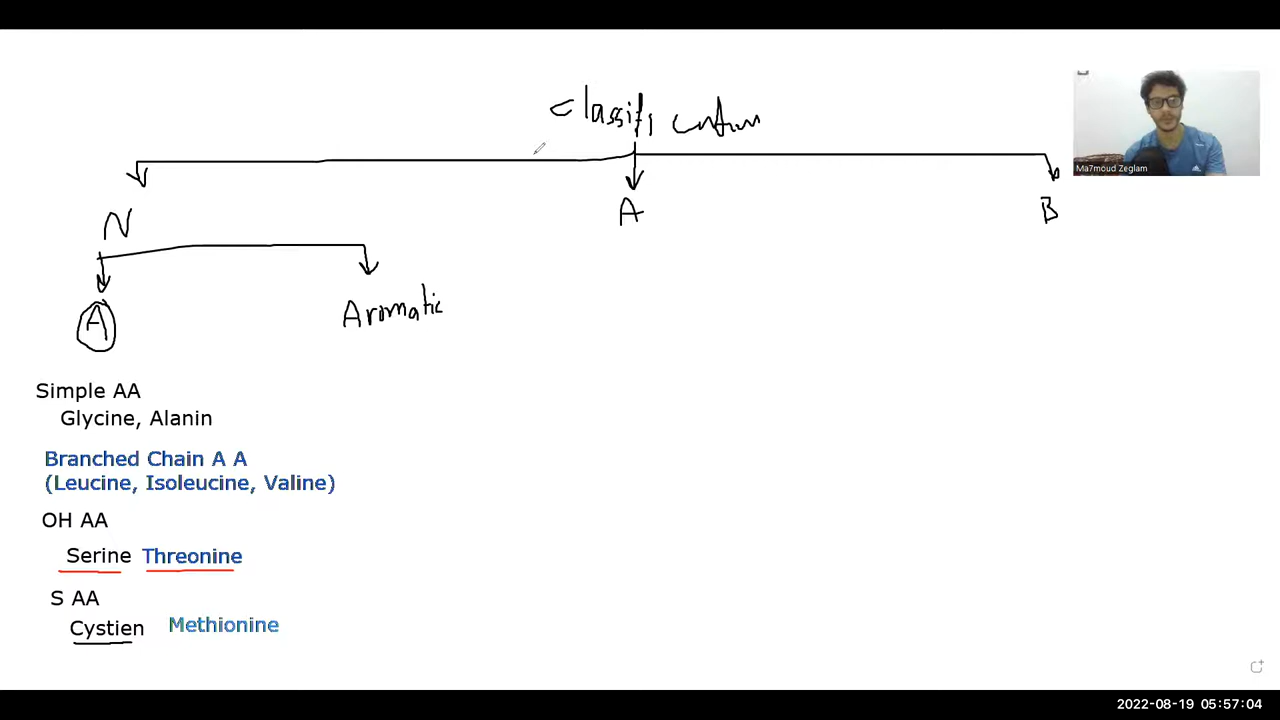 Classification
Ma7moud Zeglam
N
A
B
A
Aromatic
Simple AA
Glycine, Alanin
Branched Chain A A
(Leucine, Isoleucine, Valine)
OH AA
Serine Threonine
S AA
Cystien Methionine
2022-08-19 05:57:04